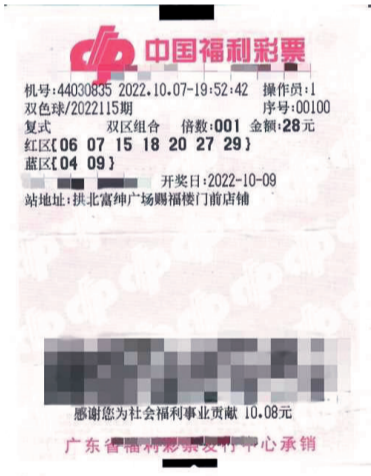 中国福利彩票
机号:44030835 2022.10.07-19:52:42 操作员:1
双色球/2022115期 序号:00100
复式 双区组合 倍数:001 金额:28元
红区{06 07 15 18 20 27 29}
蓝区{04 09}
开奖日:2022-10-09
站地址:拱北富绅广场赐福楼门前店铺
感谢您为社会福利事业贡献 10.08元
广东省福利彩票发行中心承销